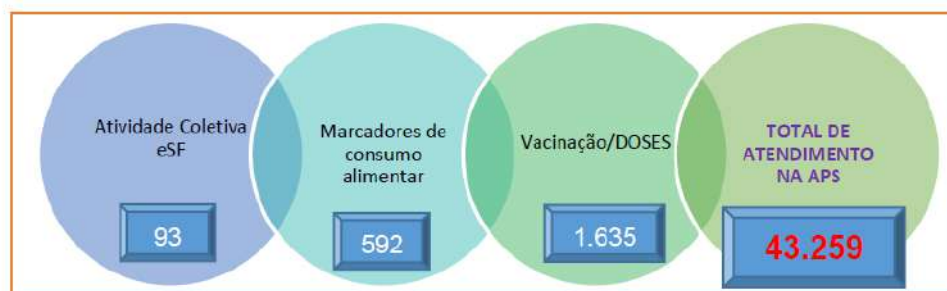 Atividade Coletiva
eSF
93
Marcadores de
consumo
alimentar
592
Vacinação/DOSES
1.635
TOTAL DE
ATENDIMENTO
NA APS
43.259